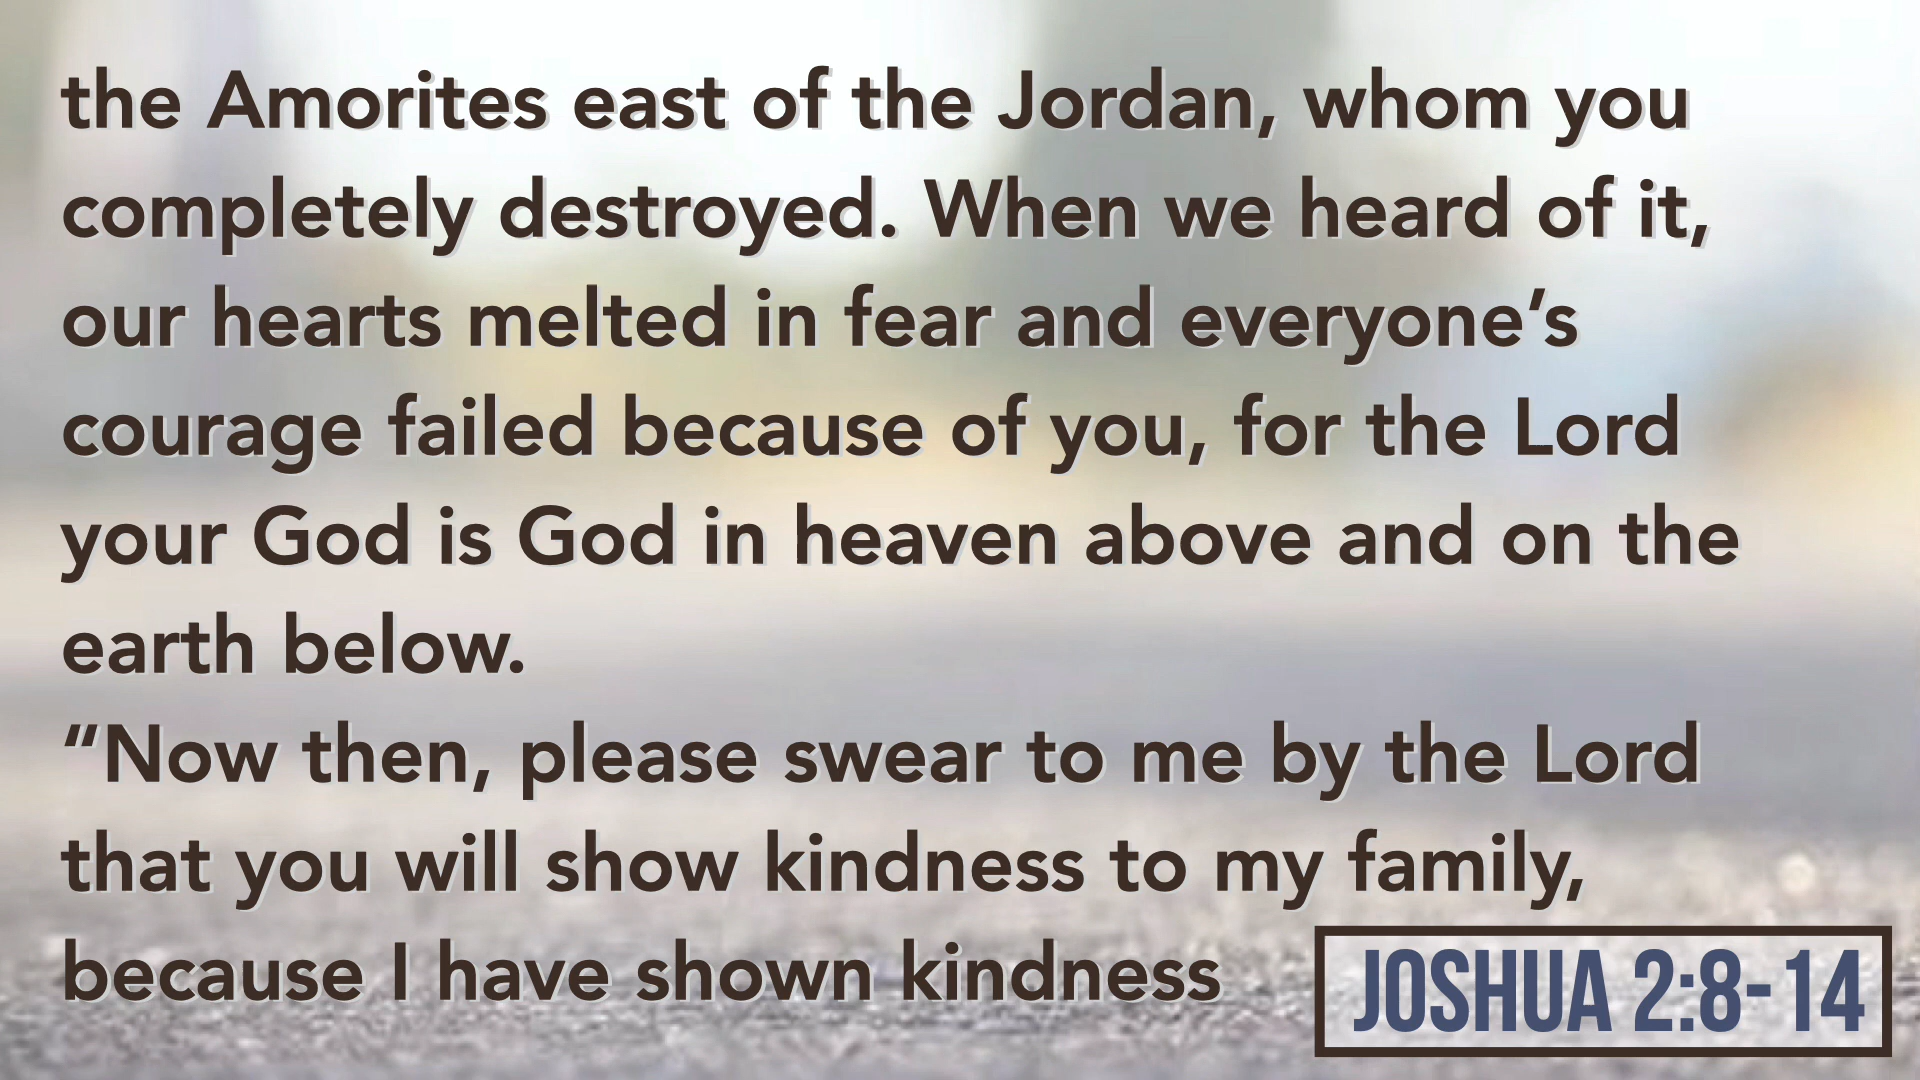 the Amorites east of the Jordan, whom you
completely destroyed. When we heard of it,
our hearts melted in fear and everyone’s
courage failed because of you, for the Lord
your God is God in heaven above and on the
earth below.
“Now then, please swear to me by the Lord
that you will show kindness to my family,
because I have shown kindness
JOSHUA 2:8-14